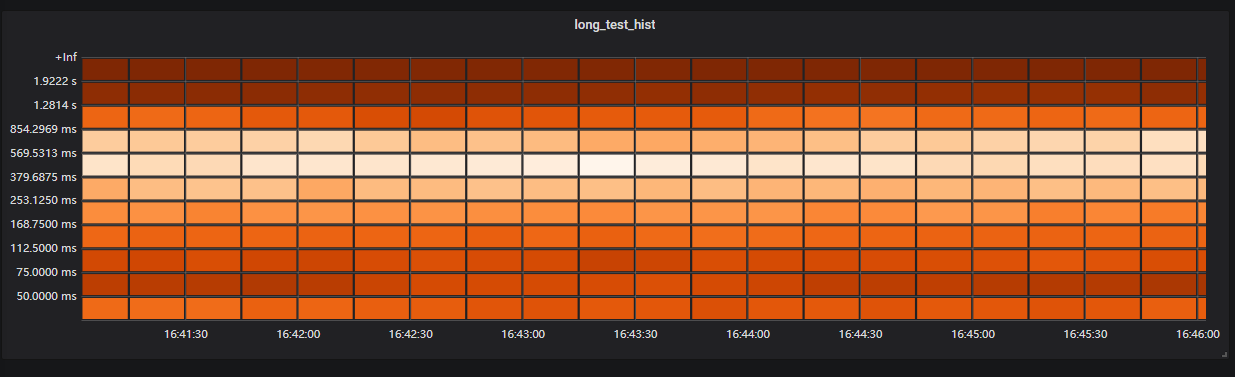 long_test_hist
+Inf
1.9222 s
1.2814 s
854.2969 ms
569.5313 ms
379.6875 ms
253.1250 ms
168.7500 ms
112.5000 ms
75.0000 ms
50.0000 ms
16:41:30 16:42:00 16:42:30 16:43:00 16:43:30 16:44:00 16:44:30 16:45:00 16:45:30 16:46:00